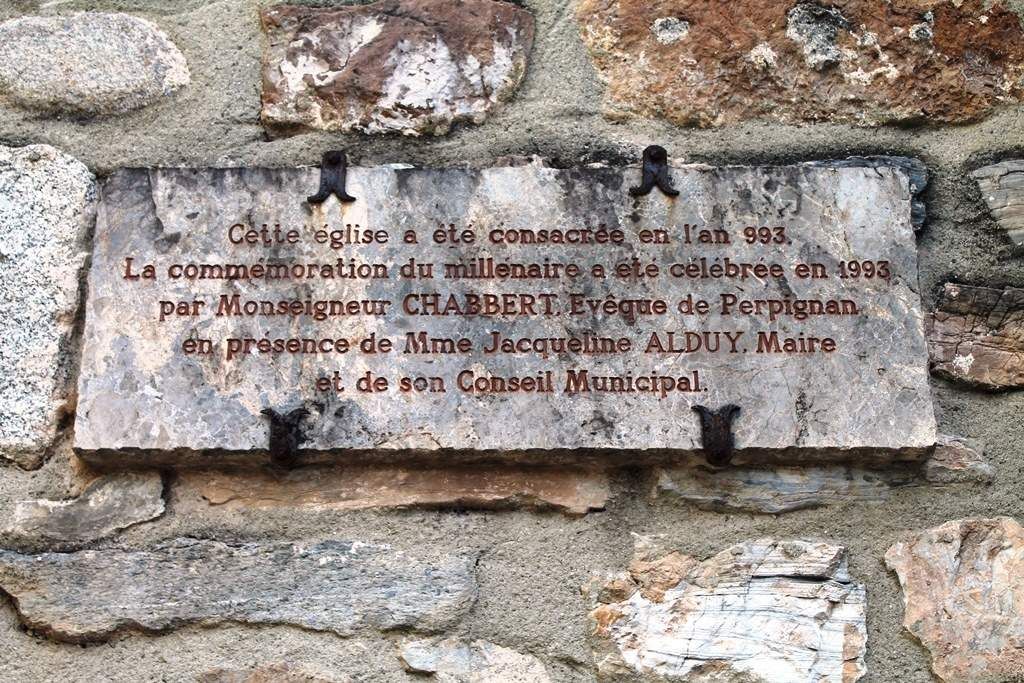 Cette église a été consacrée en l'an 993.
La commémoration du millénaire a été célébrée en 1993
par Monseigneur CHABBERT, Evêque de Perpignan
en présence de Mme Jacqueline ALDUY, Maire
et de son Conseil Municipal.